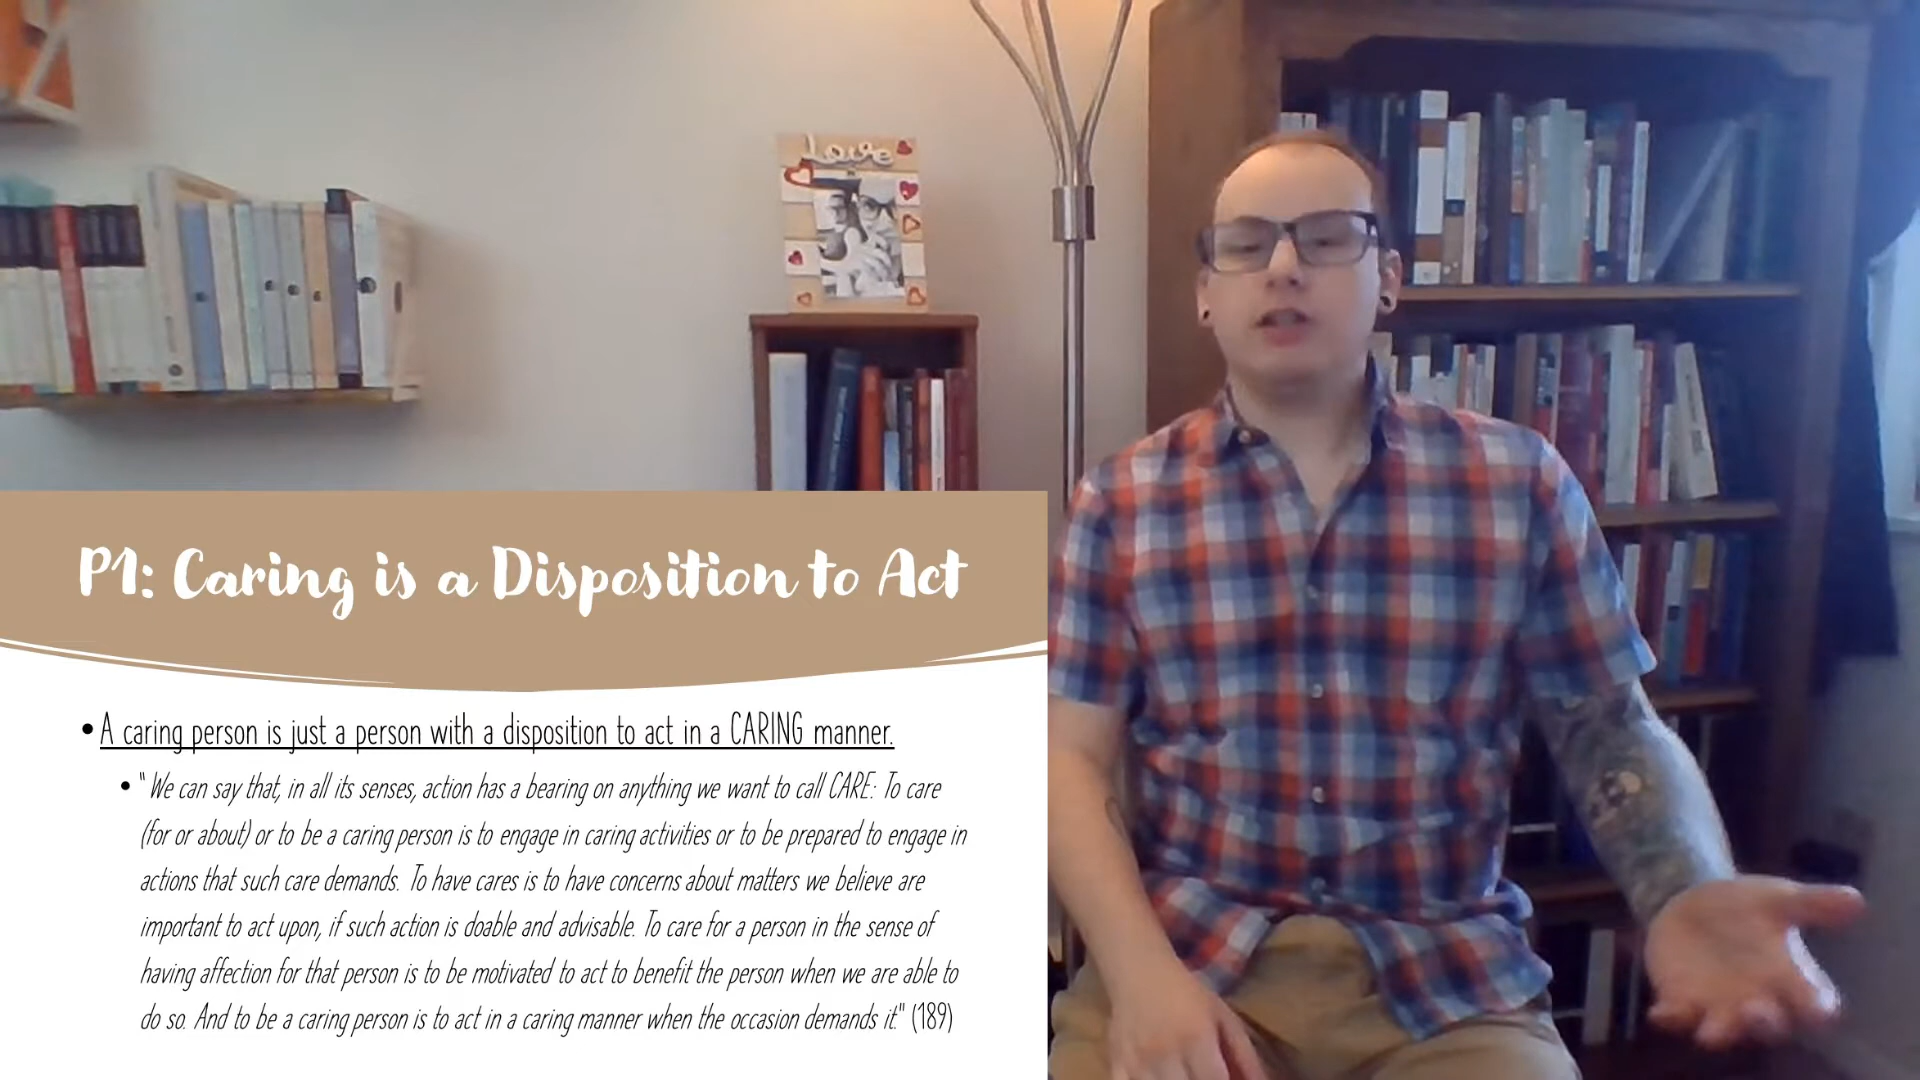 Love
P1: Caring is a Disposition to Act
• A caring person is just a person with a disposition to act in a CARING manner.
• "We can say that, in all its senses, action has a bearing on anything we want to call CARE: To care
(for or about) or to be a caring person is to engage in caring activities or to be prepared to engage in
actions that such care demands. To have cares is to have concerns about matters we believe are
important to act upon, if such action is doable and advisable. To care for a person in the sense of
having affection for that person is to be motivated to act to benefit the person when we are able to
do so. And to be a caring person is to act in a caring manner when the occasion demands it." (189)